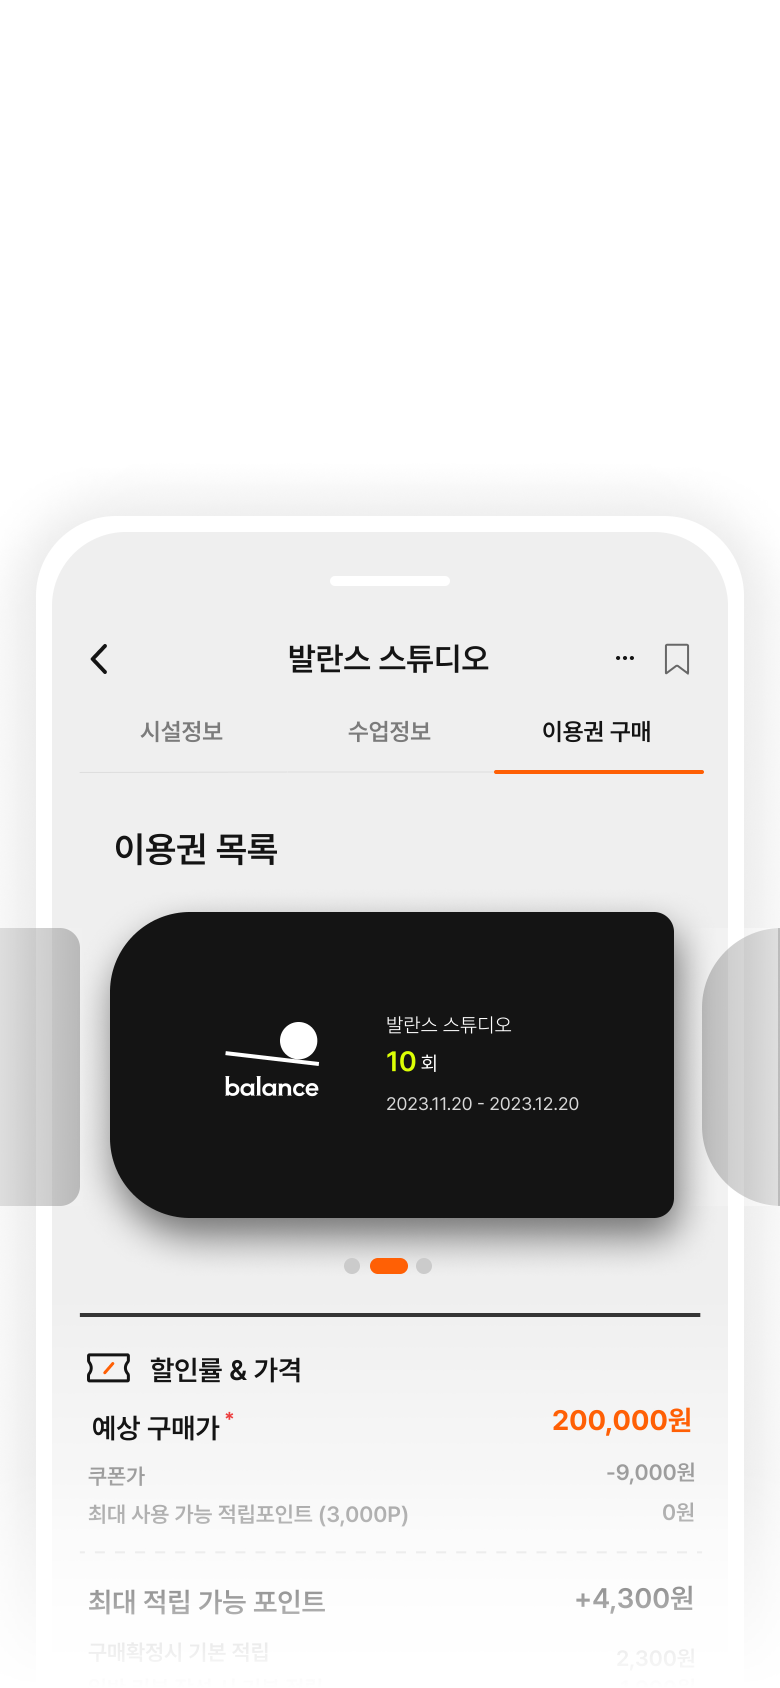 발란스 스튜디오
시설정보 수업정보 이용권 구매
이용권 목록
balance
발란스 스튜디오
10 회
2023.11.20 - 2023.12.20
할인률 & 가격
예상 구매가 * 200,000원
쿠폰가 -9,000원
최대 사용 가능 적립포인트 (3,000P) 0원
최대 적립 가능 포인트 +4,300원
구매확정시 기본 적립 2,300원